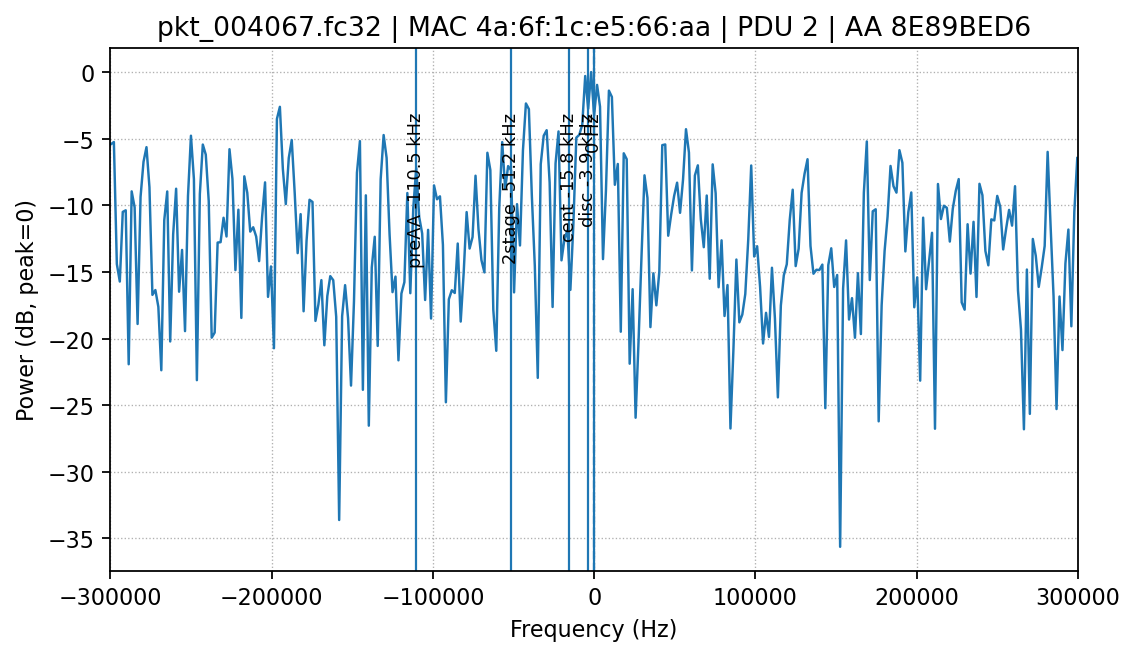 pkt_004067.fc32 | MAC 4a:6f:1c:e5:66:aa | PDU 2 | AA 8E89BED6
Power (dB, peak=0)
0
−5
−10
−15
−20
−25
−30
−35
preAA -110.5 kHz
2stage -51.2 kHz
cent -15.8 kHz
disc -3.9 kHz
0 Hz
−300000
−200000
−100000
0
100000
200000
300000
Frequency (Hz)